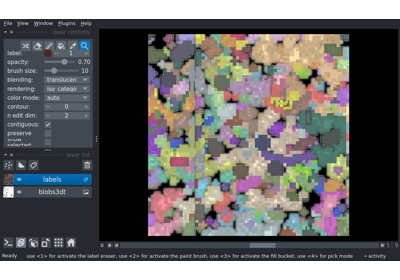 File View Window Plugins Help
layer controls
label: 1
opacity: 0.70
brush size: 10
blending: translucen
rendering: iso_catego
color mode: auto
contour: 0
n edit dim: 2
contiguous:
preserve
show
selected:
layer list
labels
blobs3dt
Ready use <1> for activate the label eraser, use <2> for activate the paint brush, use <3> for activate the fill bucket, use <4> for pick mode activity